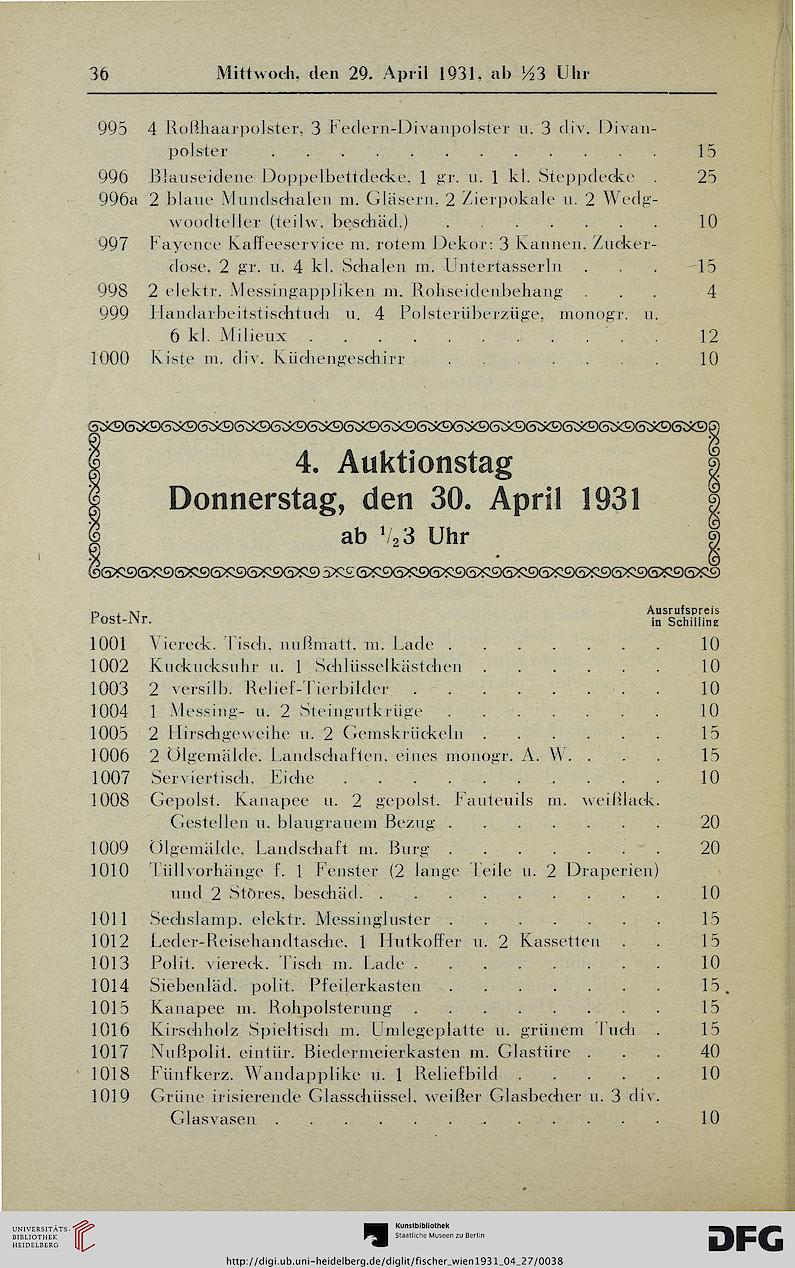 36 Mittwoch, den 29. April 1931, ab ½3 Uhr
995 4 Roßhaarpolster, 3 Federn-Divanpolster u. 3 div. Divan-
polster . . . . . . . . . . . . 15
996 Blauseidene Doppelbettdecke, 1 gr. u. 1 kl. Steppdecke . 25
996a 2 blaue Mundschalen m. Gläsern, 2 Zierpokale u. 2 Wedg-
woodteller (teilw. beschäd.) . . . . . . . 10
997 Fayence Kaffeeservice m. rotem Dekor: 3 Kannen, Zucker-
dose, 2 gr. u. 4 kl. Schalen m. Untertasserln . . . 15
998 2 elektr. Messingappliken m. Rohseidenbehang . . . 4
999 Handarbeitstischtuch u. 4 Polsterüberzüge, monogr. u.
6 kl. Milieux . . . . . . . . . . . 12
1000 Kiste m. div. Küchengeschirr . . . . . . . 10
4. Auktionstag
Donnerstag, den 30. April 1931
ab 1/2 3 Uhr
Post-Nr. Ausrufspreis
in Schilling
1001 Viereck. Tisch, nußmatt, m. Lade . . . . . . . 10
1002 Kuckucksuhr u. 1 Schlüsselkästchen . . . . . . 10
1003 2 versilb. Relief-Tierbilder . . . . . . . . 10
1004 1 Messing- u. 2 Steingutkrüge . . . . . . . 10
1005 2 Hirschgeweihe u. 2 Gemskrückeln . . . . . . 15
1006 2 Ölgemälde, Landschaften, eines monogr. A. W. . . . 15
1007 Serviertisch, Eiche . . . . . . . . . . 10
1008 Gepolst. Kanapee u. 2 gepolst. Fauteuils m. weißlack.
Gestellen u. blaugrauem Bezug . . . . . . . 20
1009 Ölgemälde, Landschaft m. Burg . . . . . . . 20
1010 Tüllvorhänge f. 1 Fenster (2 lange Teile u. 2 Draperien)
und 2 Stores, beschäd. . . . . . . . . . 10
1011 Sechslamp. elektr. Messingluster . . . . . . . 15
1012 Leder-Reisehandtasche, 1 Hutkoffer u. 2 Kassetten . . 15
1013 Polit. viereck. Tisch m. Lade . . . . . . . . 10
1014 Siebenläd. polit. Pfeilerkasten . . . . . . . 15.
1015 Kanapee m. Rohpolsterung . . . . . . . . 15
1016 Kirschholz Spieltisch m. Umlegeplatte u. grünem Tuch . 15
1017 Nußpolit. eintür. Biedermeierkasten m. Glastüre . . . 40
1018 Fünfkerz. Wandapplike u. 1 Reliefbild . . . . . 10
1019 Grüne irisierende Glasschüssel, weißer Glasbecher u. 3 div.
Glasvasen . . . . . . . . . . . . 10
UNIVERSITÄTS-
BIBLIOTHEK
HEIDELBERG
Kunstbibliothek
Staatliche Museen zu Berlin
DFG
http://digi.ub.uni-heidelberg.de/diglit/fischer_wien1931_04_27/0038